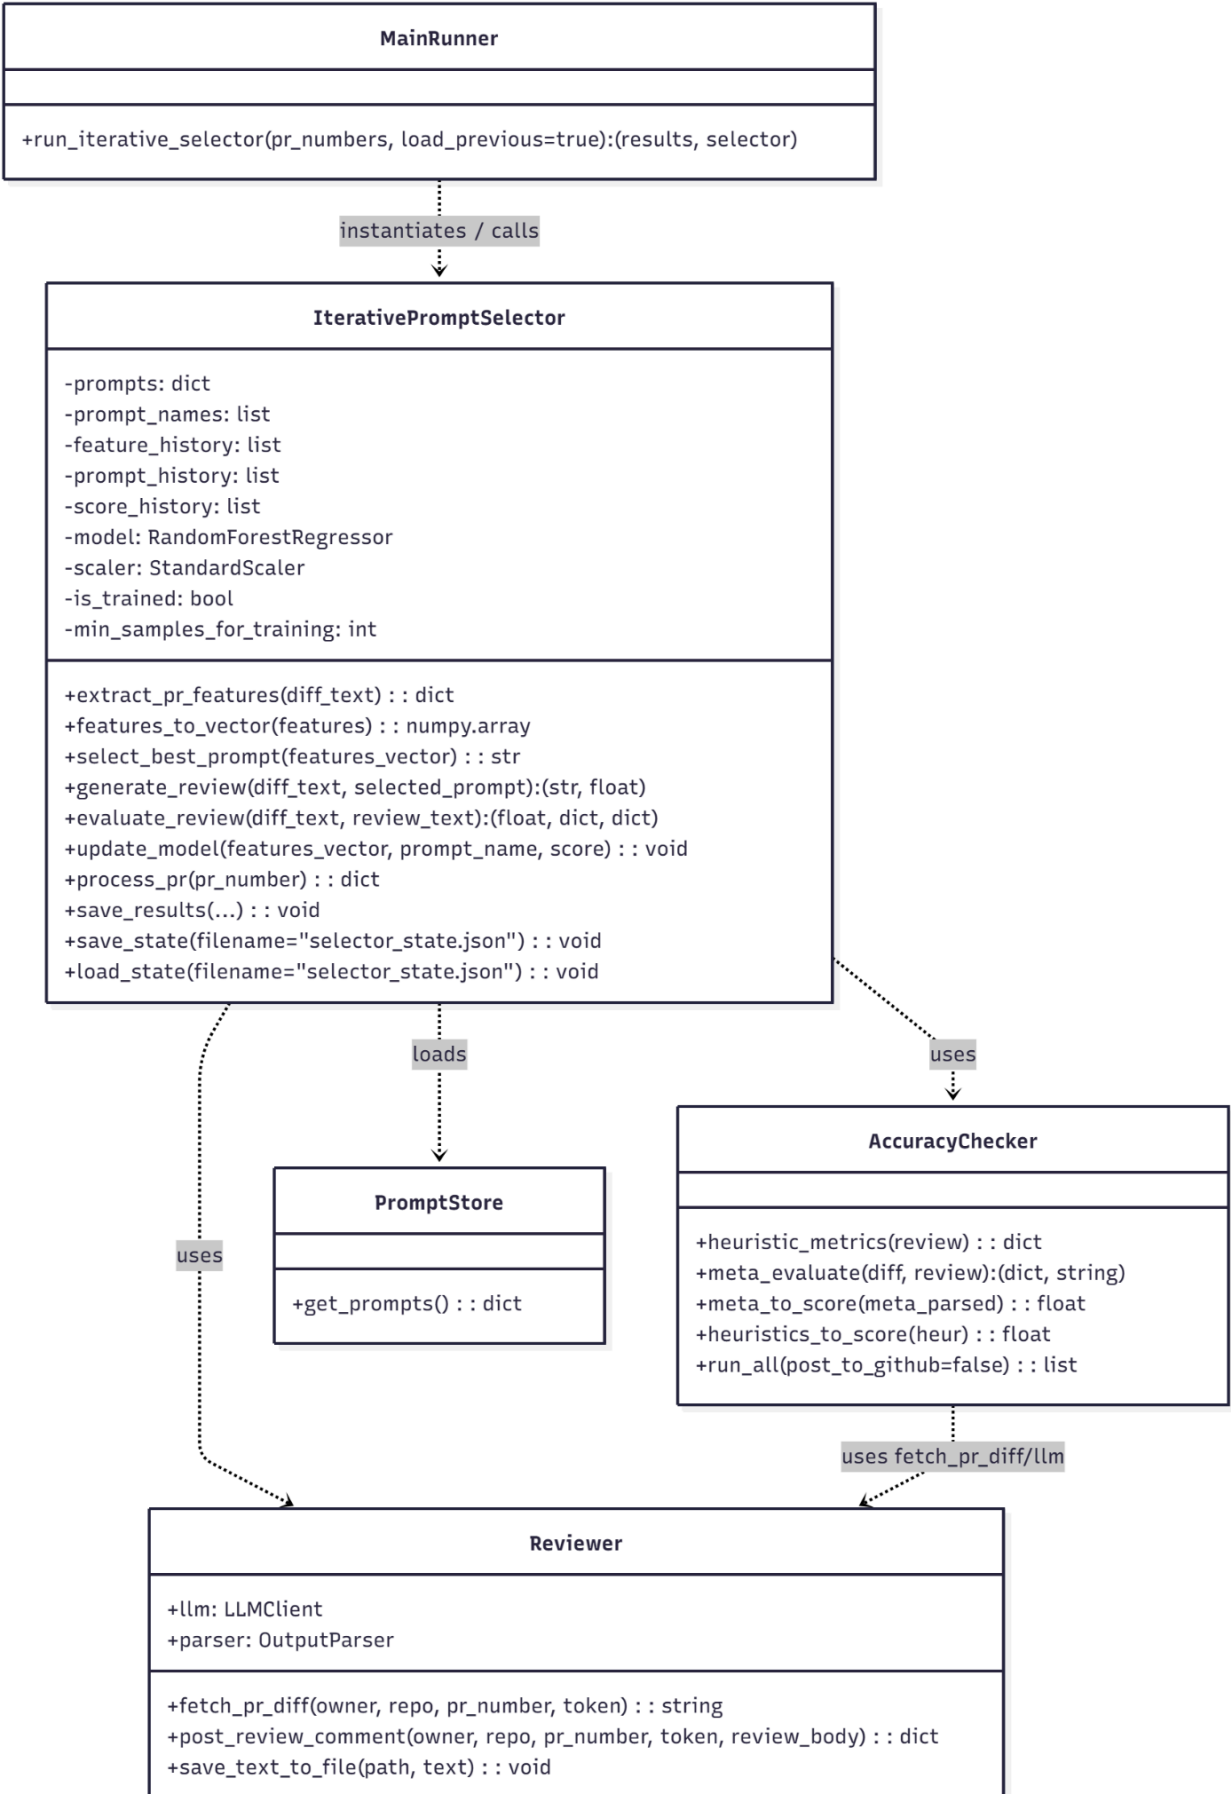 MainRunner
+run_iterative_selector(pr_numbers, load_previous=true):(results, selector)
instantiates / calls
IterativePromptSelector
-prompts: dict
-prompt_names: list
-feature_history: list
-prompt_history: list
-score_history: list
-model: RandomForestRegressor
-scaler: StandardScaler
-is_trained: bool
-min_samples_for_training: int
+extract_pr_features(diff_text) : : dict
+features_to_vector(features) : : numpy.array
+select_best_prompt(features_vector) : : str
+generate_review(diff_text, selected_prompt):(str, float)
+evaluate_review(diff_text, review_text):(float, dict, dict)
+update_model(features_vector, prompt_name, score) : : void
+process_pr(pr_number) : : dict
+save_results(...) : : void
+save_state(filename="selector_state.json") : : void
+load_state(filename="selector_state.json") : : void
loads
uses
uses
PromptStore
+get_prompts() : : dict
AccuracyChecker
+heuristic_metrics(review) : : dict
+meta_evaluate(diff, review):(dict, string)
+meta_to_score(meta_parsed) : : float
+heuristics_to_score(heur) : : float
+run_all(post_to_github=false) : : list
uses fetch_pr_diff/llm
Reviewer
+llm: LLMClient
+parser: OutputParser
+fetch_pr_diff(owner, repo, pr_number, token) : : string
+post_review_comment(owner, repo, pr_number, token, review_body) : : dict
+save_text_to_file(path, text) : : void